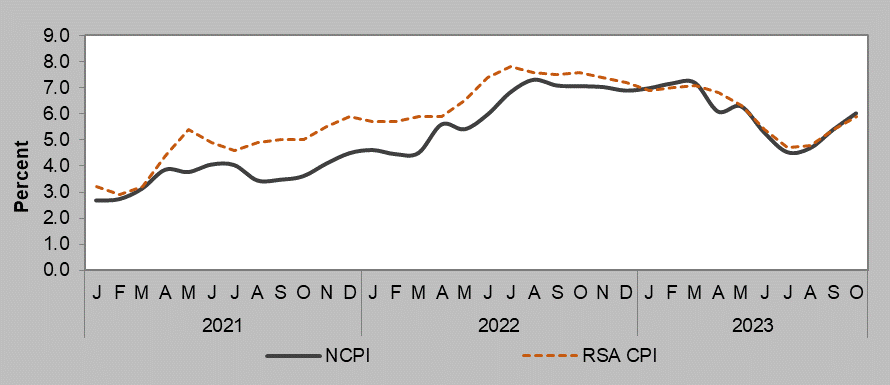 9.0
8.0
7.0
6.0
5.0
4.0
3.0
2.0
1.0
0.0
Percent
J F M A M J J A S O N D J F M A M J J A S O N D J F M A M J J A S O
2021 2022 2023
NCPI RSA CPI